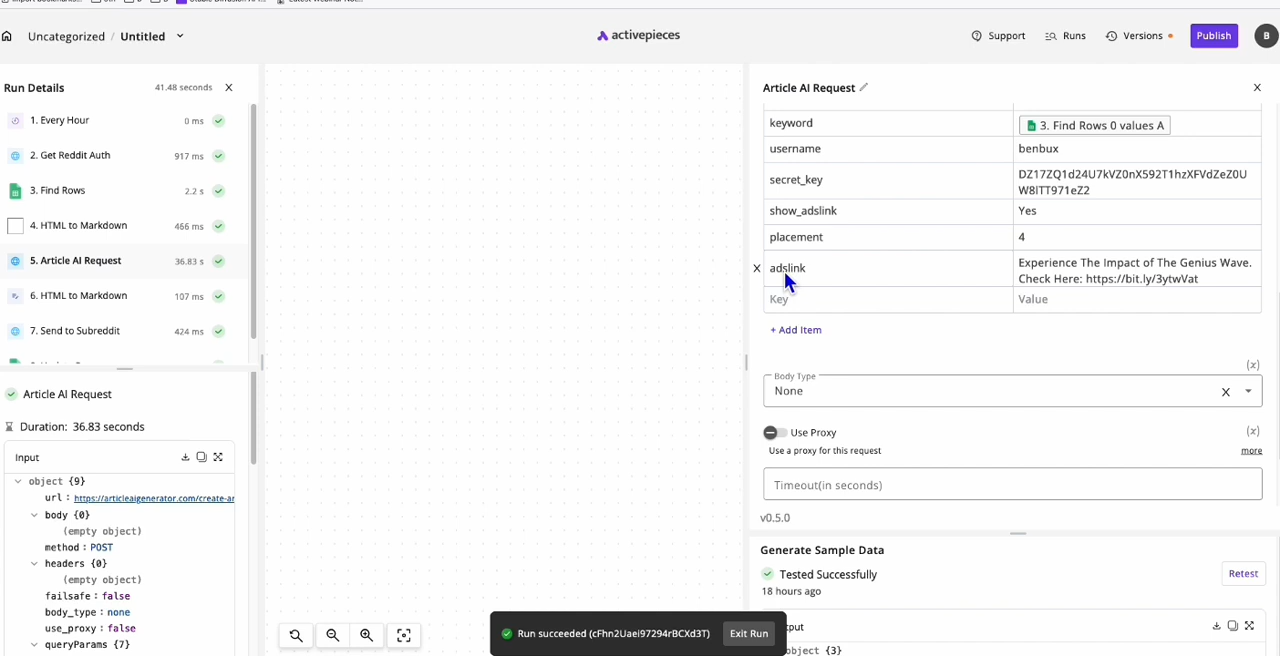 Uncategorized / Untitled
activepieces
Support
Runs
Versions
Publish
B
Run Details
41.48 seconds
1. Every Hour
0 ms
2. Get Reddit Auth
917 ms
3. Find Rows
2.2 s
4. HTML to Markdown
466 ms
5. Article AI Request
36.83 s
6. HTML to Markdown
107 ms
7. Send to Subreddit
424 ms
Article AI Request
Duration: 36.83 seconds
Input
object {9}
url : https://articleaigenerator.com/create-ar
body {0}
(empty object)
method : POST
headers {0}
(empty object)
failsafe : false
body_type : none
use_proxy : false
queryParams {7}
Run succeeded (cFhn2Uaei97294rBCXd3T)
Exit Run
Article AI Request
keyword
3. Find Rows 0 values A
username
benbux
secret_key
DZ17ZQ1d24U7kVZ0nX592T1hzXFVdZeZ0U
W8ITT971eZ2
show_adslink
Yes
placement
4
X
adslink
Experience The Impact of The Genius Wave.
Check Here: https://bit.ly/3ytwVat
Key
Value
+ Add Item
(x)
Body Type
None
Use Proxy
(x)
Use a proxy for this request
more
Timeout(in seconds)
v0.5.0
Generate Sample Data
Tested Successfully
Retest
18 hours ago
object {3}